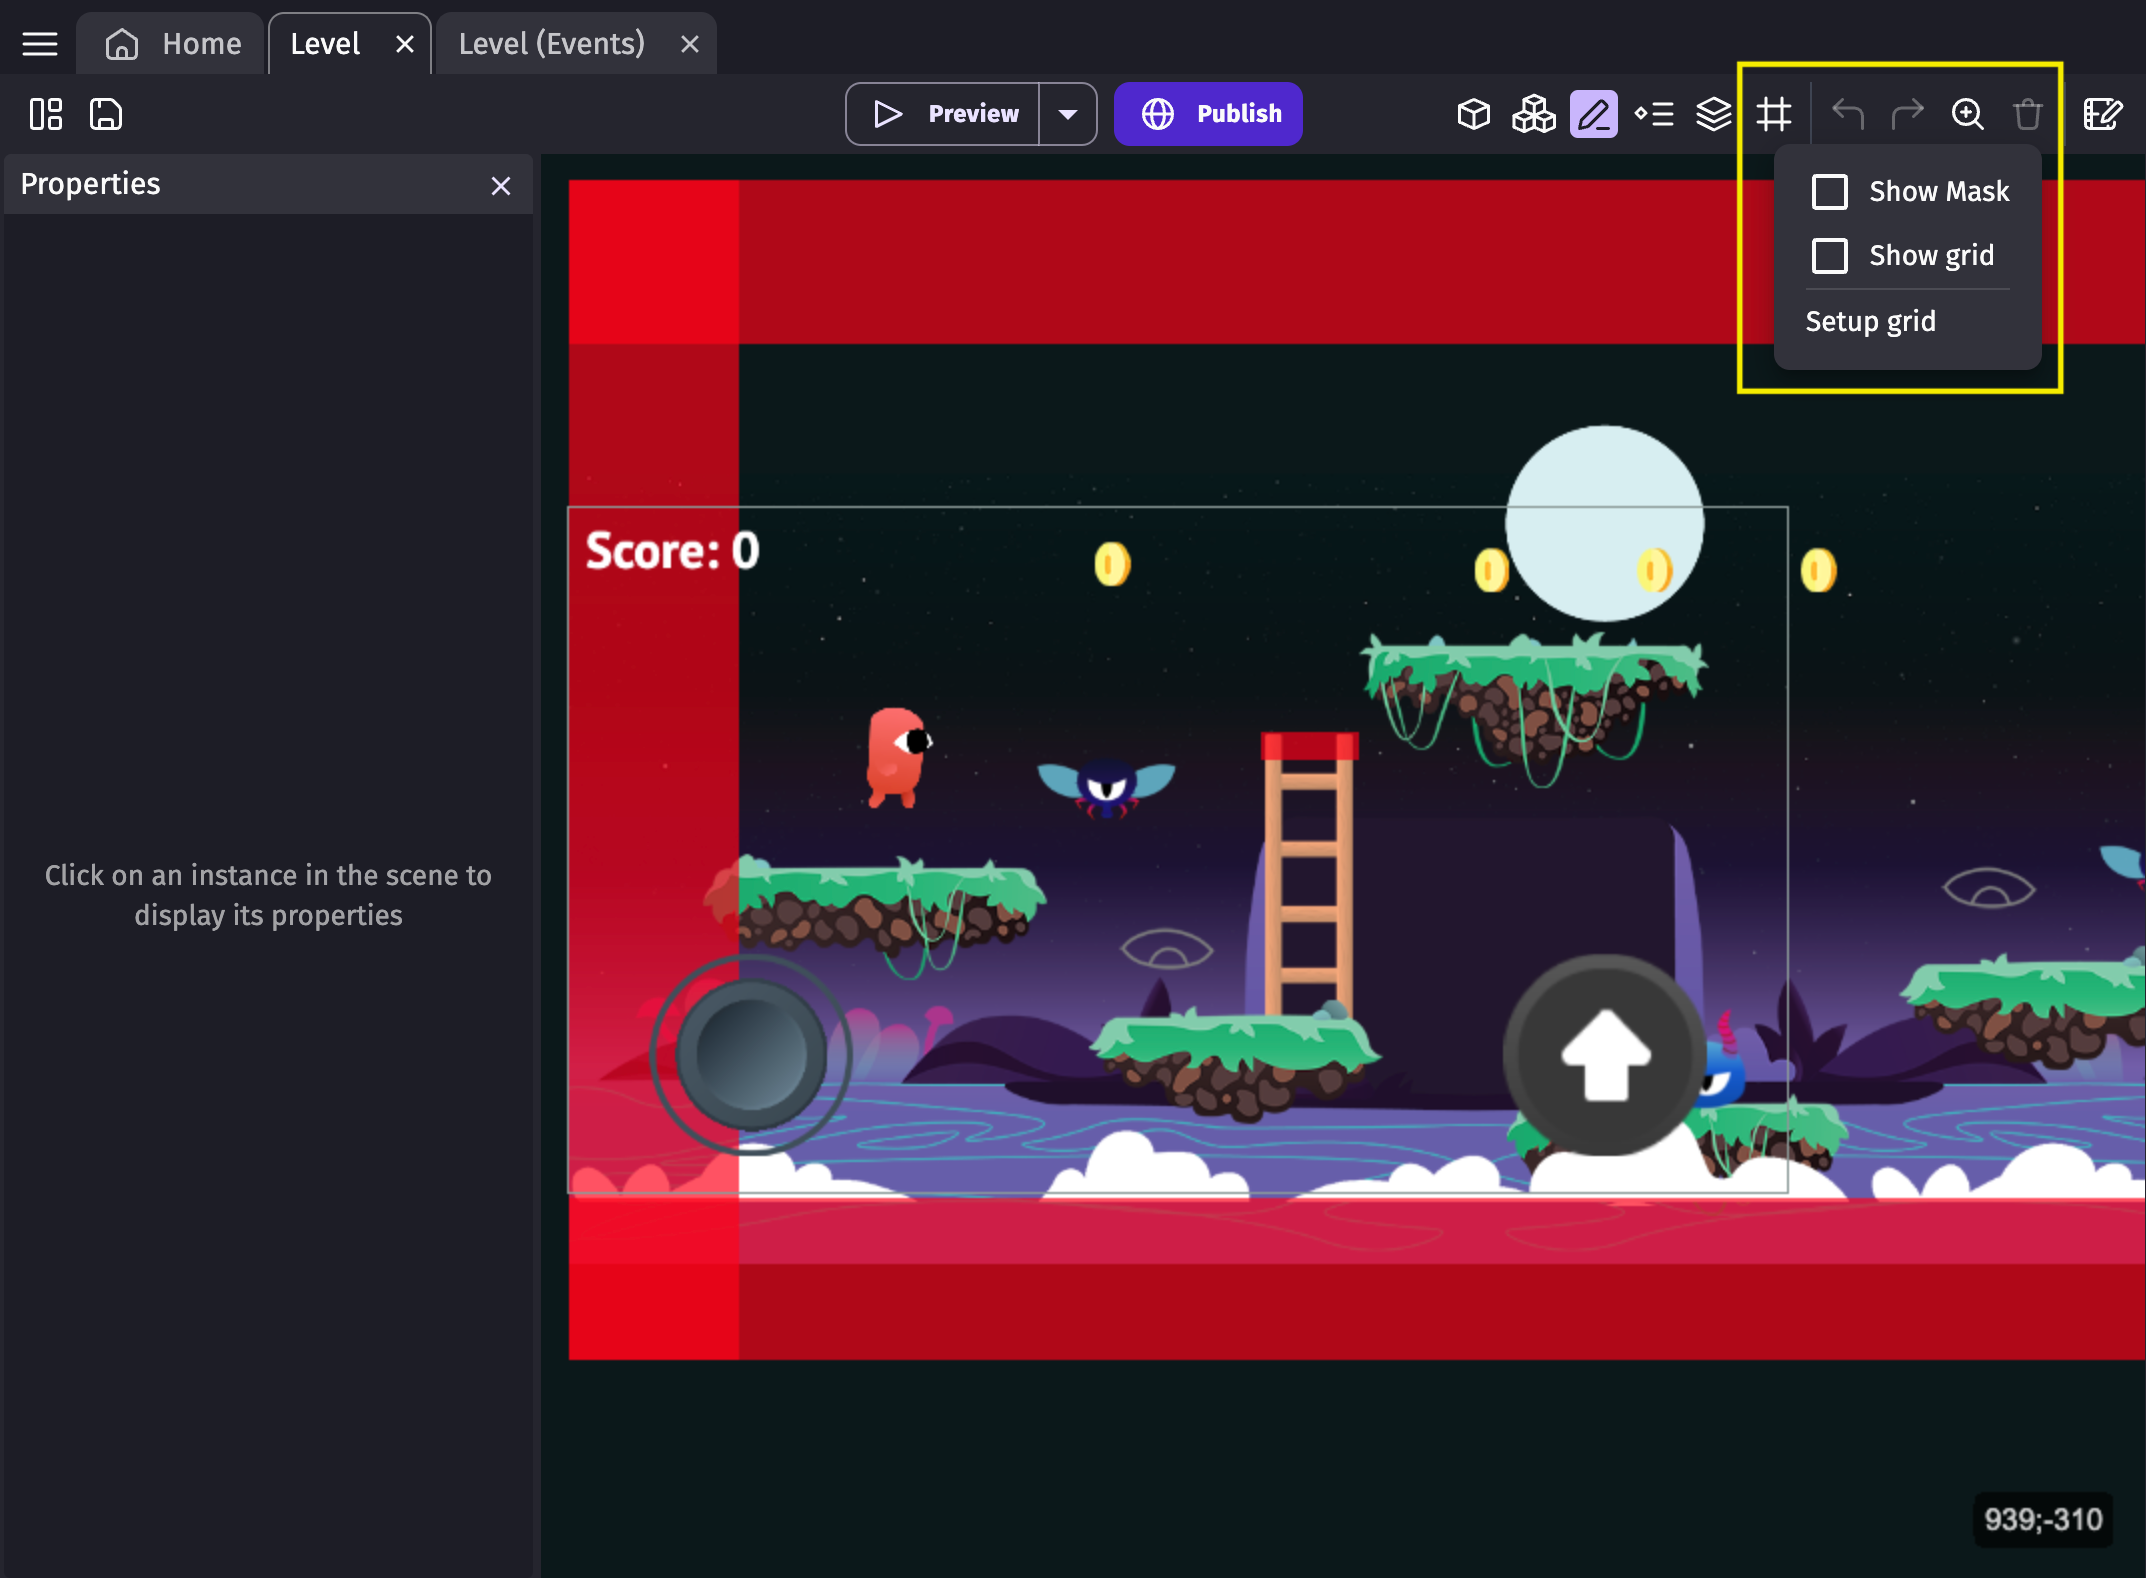 Home
Level
Level (Events)
Preview
Publish
Properties
Show Mask
Show grid
Setup grid
Score: 0
Click on an instance in the scene to
display its properties
939;-310